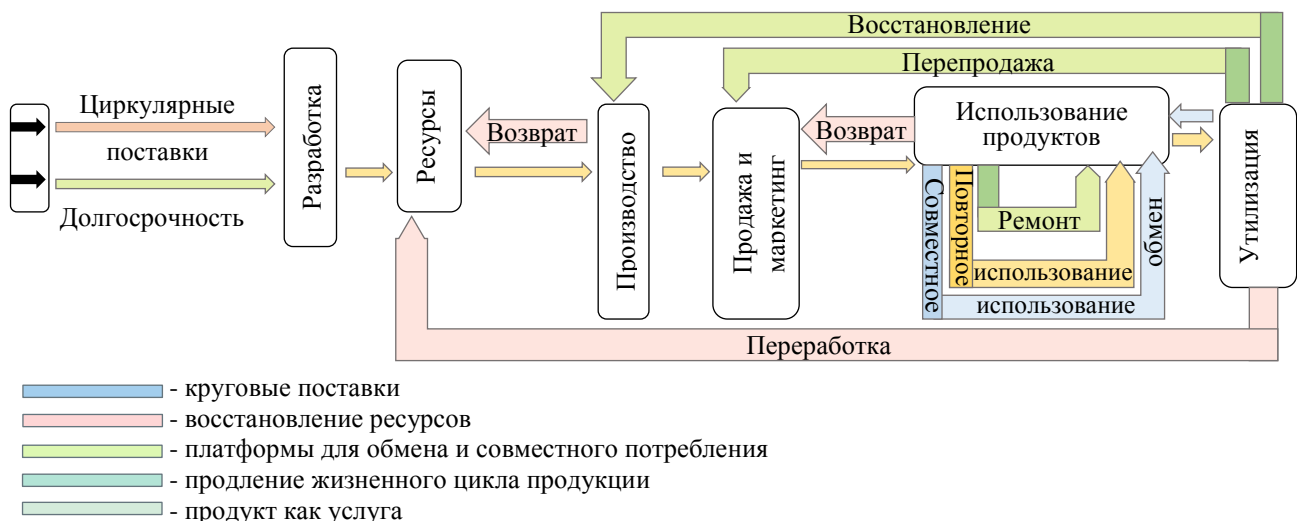 Восстановление
Перепродажа
Циркулярные
поставки
Долгосрочность
Разработка
Ресурсы
Возврат
Производство
Продажа и
маркетинг
Возврат
Использование
продуктов
Совместное
Повторное
Ремонт
использование
использование
обмен
Утилизация
Переработка
- круговые поставки
- восстановление ресурсов
- платформы для обмена и совместного потребления
- продление жизненного цикла продукции
- продукт как услуга